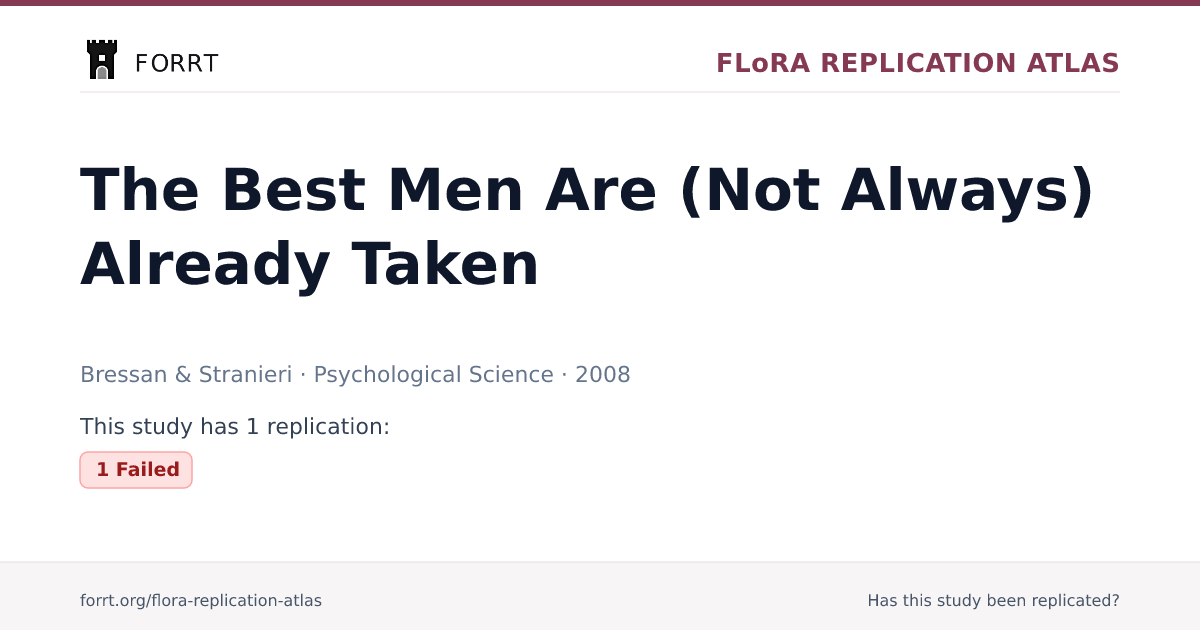 FORRT
FLoRA REPLICATION ATLAS
The Best Men Are (Not Always)
Already Taken
Bressan & Stranieri · Psychological Science · 2008
This study has 1 replication:
1 Failed
forrt.org/flora-replication-atlas
Has this study been replicated?